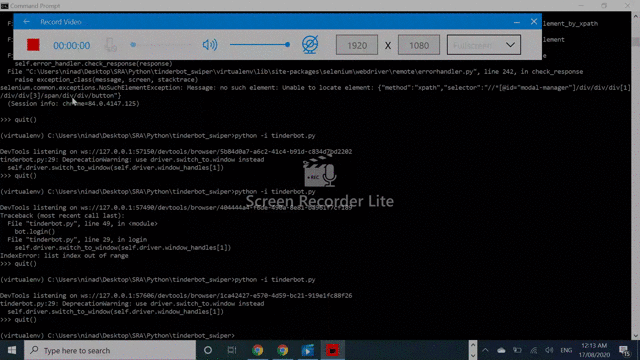 Command Prompt
Record Video
00:00:00
1920 X 1080 Fullscreen
element_by_xpath
element
self.error_handler.check_response(response)
File "C:\Users\ninad\Desktop\SRA\Python\tinderbot_swiper\virtualenv\lib\site-packages\selenium\webdriver\remote\errorhandler.py", line 242, in check_response
raise exception_class(message, screen, stacktrace)
selenium.common.exceptions.NoSuchElementException: Message: no such element: Unable to locate element: {"method":"xpath","selector":"//*[@id="modal-manager"]/div/div/div[1]
/div/div[3]/span/div/div/button"}
(Session info: chrome=84.0.4147.125)
>>> quit()
(virtualenv) C:\Users\ninad\Desktop\SRA\Python\tinderbot_swiper>python -i tinderbot.py
DevTools listening on ws://127.0.0.1:57150/devtools/browser/5b84d0a7-a6c2-41c4-b91d-c834d7bd2202
tinderbot.py:29: DeprecationWarning: use driver.switch_to.window instead
self.driver.switch_to_window(self.driver.window_handles[1])
>>> quit()
Screen Recorder Lite
(virtualenv) C:\Users\ninad\Desktop\SRA\Python\tinderbot_swiper>python -i tinderbot.py
DevTools listening on
Traceback (most recent call last):
File "tinderbot.py", line 49, in <module>
bot.login()
File "tinderbot.py", line 29, in login
self.driver.switch_to_window(self.driver.window_handles[1])
IndexError: list index out of range
>>> quit()
(virtualenv) C:\Users\ninad\Desktop\SRA\Python\tinderbot_swiper>python -i tinderbot.py
DevTools listening on ws://127.0.0.1:57606/devtools/browser/1ca42427-e570-4d59-bc21-919e1fc88f26
tinderbot.py:29: DeprecationWarning: use driver.switch_to.window instead
self.driver.switch_to_window(self.driver.window_handles[1])
>>> quit()
(virtualenv) C:\Users\ninad\Desktop\SRA\Python\tinderbot_swiper>
Type here to search
ENG
12:13 AM
17/08/2020